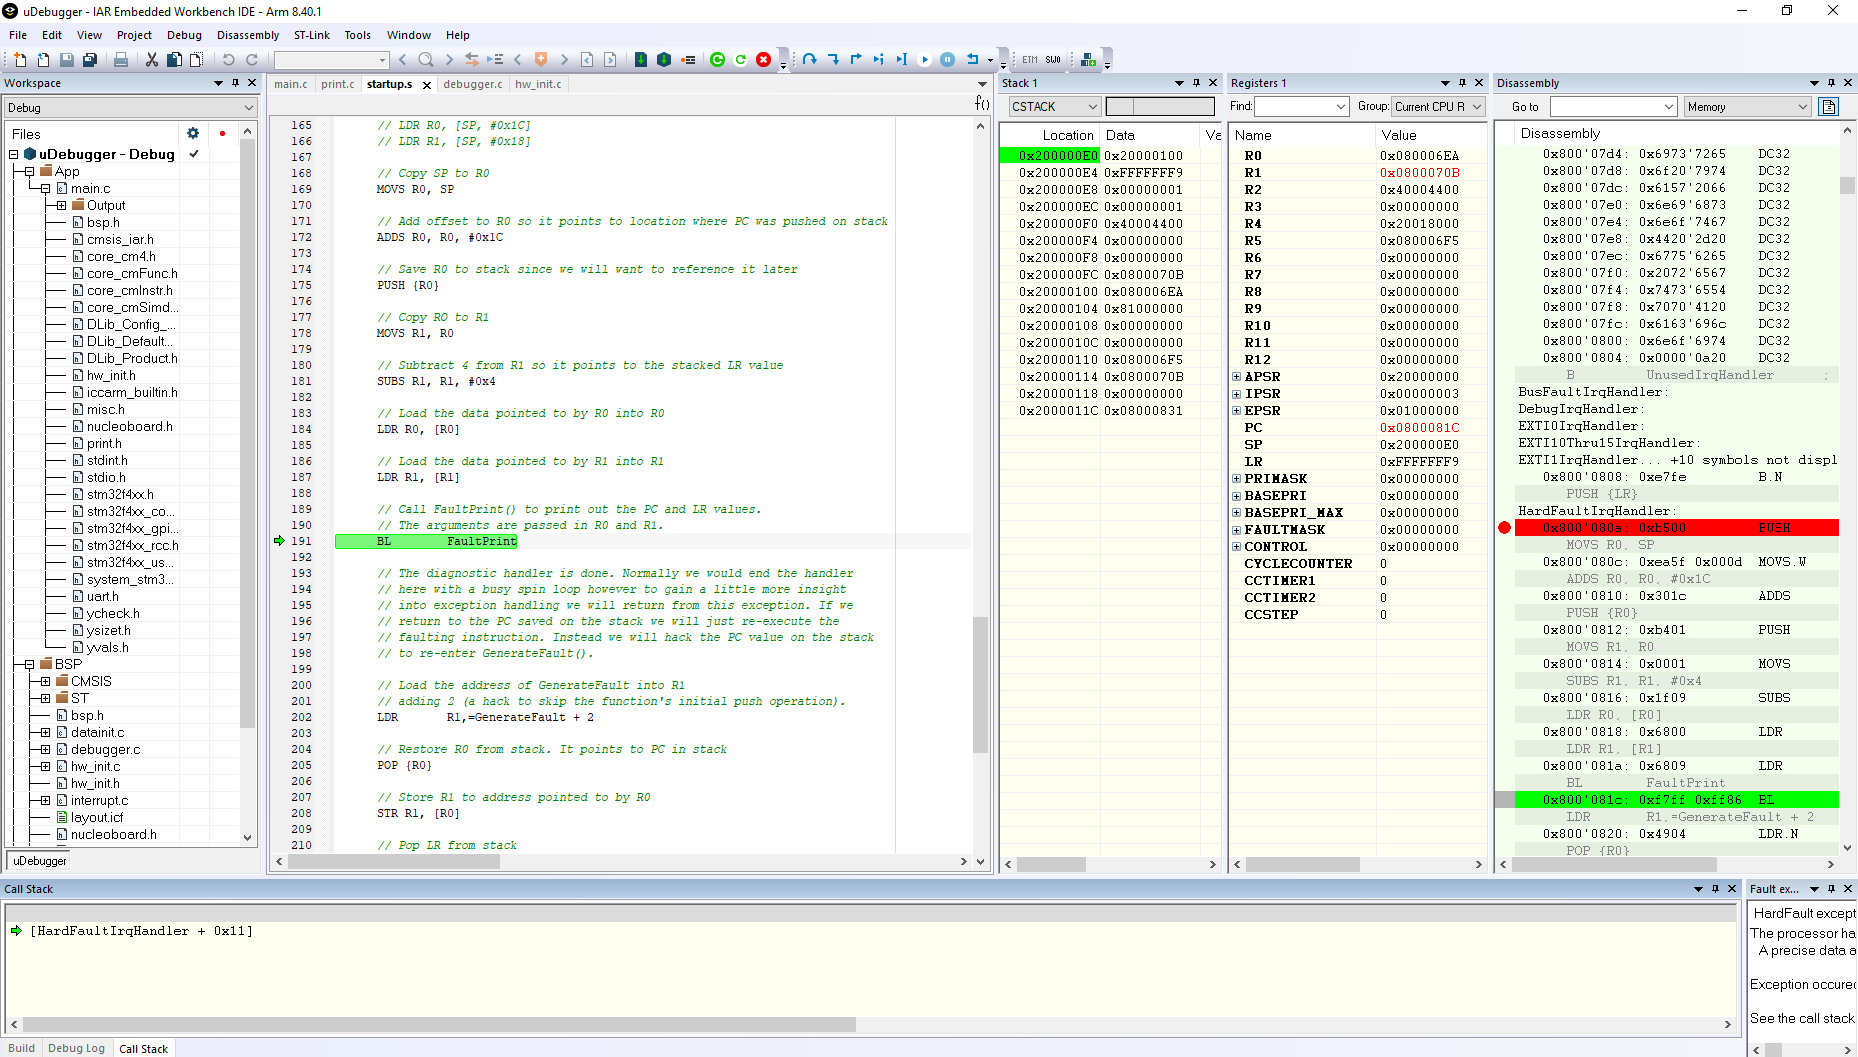 uDebugger - IAR Embedded Workbench IDE - Arm 8.40.1
File Edit View Project Debug Disassembly ST-Link Tools Window Help
ETM SWO
Workspace
Debug
Files
uDebugger - Debug
App
main.c
Output
bsp.h
cmsis_iar.h
core_cm4.h
core_cmFunc.h
core_cmInstr.h
core_cmSimd...
DLib_Config_...
DLib_Default...
DLib_Product.h
hw_init.h
iccarm_builtin.h
misc.h
nucleoboard.h
print.h
stdint.h
stdio.h
stm32f4xx.h
stm32f4xx_co...
stm32f4xx_gpi...
stm32f4xx_rcc.h
stm32f4xx_us...
system_stm3...
uart.h
ycheck.h
ysizet.h
yvals.h
BSP
CMSIS
ST
bsp.h
datainit.c
debugger.c
hw_init.c
hw_init.h
interrupt.c
layout.icf
nucleoboard.h
uDebugger
main.c print.c startup.s debugger.c hw_init.c
f()
165 // LDR R0, [SP, #0x1C]
166 // LDR R1, [SP, #0x18]
167
168 // Copy SP to R0
169 MOVS R0, SP
170
171 // Add offset to R0 so it points to location where PC was pushed on stack
172 ADDS R0, R0, #0x1C
173
174 // Save R0 to stack since we will want to reference it later
175 PUSH {R0}
176
177 // Copy RO to R1
178 MOVS R1, R0
179
180 // Subtract 4 from R1 so it points to the stacked LR value
181 SUBS R1, R1, #0x4
182
183 // Load the data pointed to by R0 into R0
184 LDR R0, [R0]
185
186 // Load the data pointed to by R1 into R1
187 LDR R1, [R1]
188
189 // Call FaultPrint() to print out the PC and LR values.
190 // The arguments are passed in R0 and R1.
191 BL FaultPrint
192
193 // The diagnostic handler is done. Normally we would end the handler
194 // here with a busy spin loop however to gain a little more insight
195 // into exception handling we will return from this exception. If we
196 // return to the PC saved on the stack we will just re-execute the
197 // faulting instruction. Instead we will hack the PC value on the stack
198 // to re-enter GenerateFault().
199
200 // Load the address of GenerateFault into R1
201 // adding 2 (a hack to skip the function's initial push operation).
202 LDR R1,=GenerateFault + 2
203
204 // Restore R0 from stack. It points to PC in stack
205 POP {R0}
206
207 // Store R1 to address pointed to by R0
208 STR R1, [R0]
209
210 // Pop LR from stack
Stack 1
CSTACK
Location Data Va
0x200000E0 0x20000100
0x200000E4 0xFFFFFFF9
0x200000E8 0x00000001
0x200000EC 0x00000001
0x200000F0 0x40004400
0x200000F4 0x00000000
0x200000F8 0x00000000
0x200000FC 0x0800070B
0x20000100 0x080006EA
0x20000104 0x81000000
0x20000108 0x00000000
0x2000010C 0x00000000
0x20000110 0x080006F5
0x20000114 0x0800070B
0x20000118 0x00000000
0x2000011C 0x08000831
Registers 1
Find: Group: Current CPU R
Name Value
R0 0x080006EA
R1 0x0800070B
R2 0x40004400
R3 0x00000000
R4 0x20018000
R5 0x080006F5
R6 0x00000000
R7 0x00000000
R8 0x00000000
R9 0x00000000
R10 0x00000000
R11 0x00000000
R12 0x00000000
APSR 0x20000000
IPSR 0x00000003
EPSR 0x01000000
PC 0x0800081C
SP 0x200000E0
LR 0xFFFFFFF9
PRIMASK 0x00000000
BASEPRI 0x00000000
BASEPRI_MAX 0x00000000
FAULTMASK 0x00000000
CONTROL 0x00000000
CYCLECOUNTER 0
CCTIMER1 0
CCTIMER2 0
CCSTEP 0
Disassembly
Go to Memory
Disassembly
0x800'07d4: 0x6973'7265 DC32
0x800'07d8: 0x6f20'7974 DC32
0x800'07dc: 0x6157'2066 DC32
0x800'07e0: 0x6e69'6873 DC32
0x800'07e4: 0x6e6f'7467 DC32
0x800'07e8: 0x4420'2d20 DC32
0x800'07ec: 0x6775'6265 DC32
0x800'07f0: 0x2072'6567 DC32
0x800'07f4: 0x7473'6554 DC32
0x800'07f8: 0x7070'4120 DC32
0x800'07fc: 0x6163'696c DC32
0x800'0800: 0x6e6f'6974 DC32
0x800'0804: 0x0000'0a20 DC32
B UnusedIrqHandler ;
BusFaultIrqHandler:
DebugIrqHandler:
EXTI0IrqHandler:
EXTI10Thru15IrqHandler:
EXTI1IrqHandler... +10 symbols not displ
0x800'0808: 0xe7fe B.N
PUSH {LR}
HardFaultIrqHandler:
0x800'080a: 0xb500 PUSH
MOVS R0, SP
0x800'080c: 0xea5f 0x000d MOVS.W
ADDS R0, R0, #0x1C
0x800'0810: 0x301c ADDS
PUSH {R0}
0x800'0812: 0xb401 PUSH
MOVS R1, R0
0x800'0814: 0x0001 MOVS
SUBS R1, R1, #0x4
0x800'0816: 0x1f09 SUBS
LDR R0, [R0]
0x800'0818: 0x6800 LDR
LDR R1, [R1]
0x800'081a: 0x6809 LDR
BL FaultPrint
0x800'081c: 0xf7ff 0xff86 BL
LDR R1,=GenerateFault + 2
0x800'0820: 0x4904 LDR.N
POP {R0}
Call Stack
[HardFaultIrqHandler + 0x11]
Build Debug Log Call Stack
Fault ex...
HardFault except
The processor ha
A precise data a
Exception occured
See the call stack